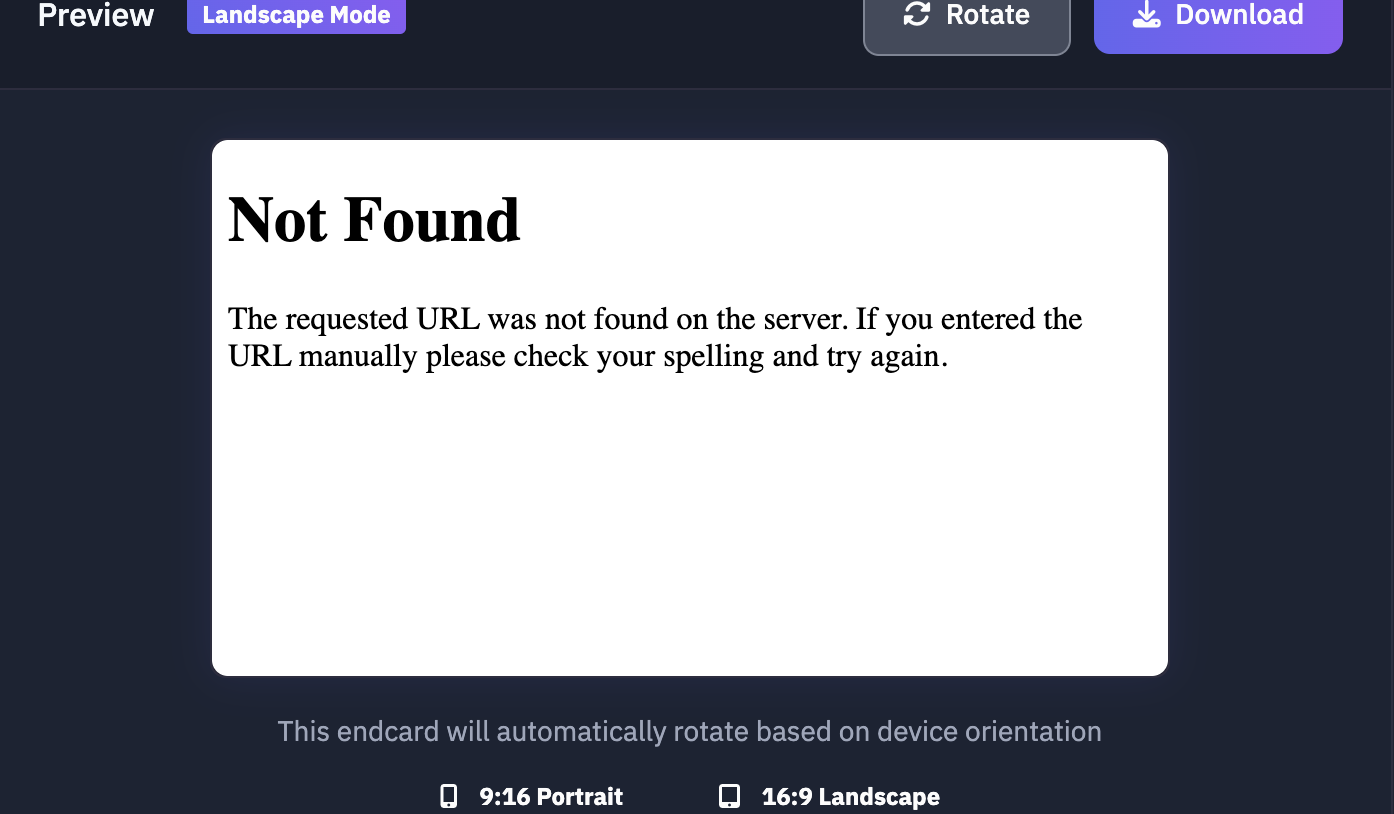 Preview
Landscape Mode
Rotate
Download
Not Found
The requested URL was not found on the server. If you entered the
URL manually please check your spelling and try again.
This endcard will automatically rotate based on device orientation
9:16 Portrait
16:9 Landscape